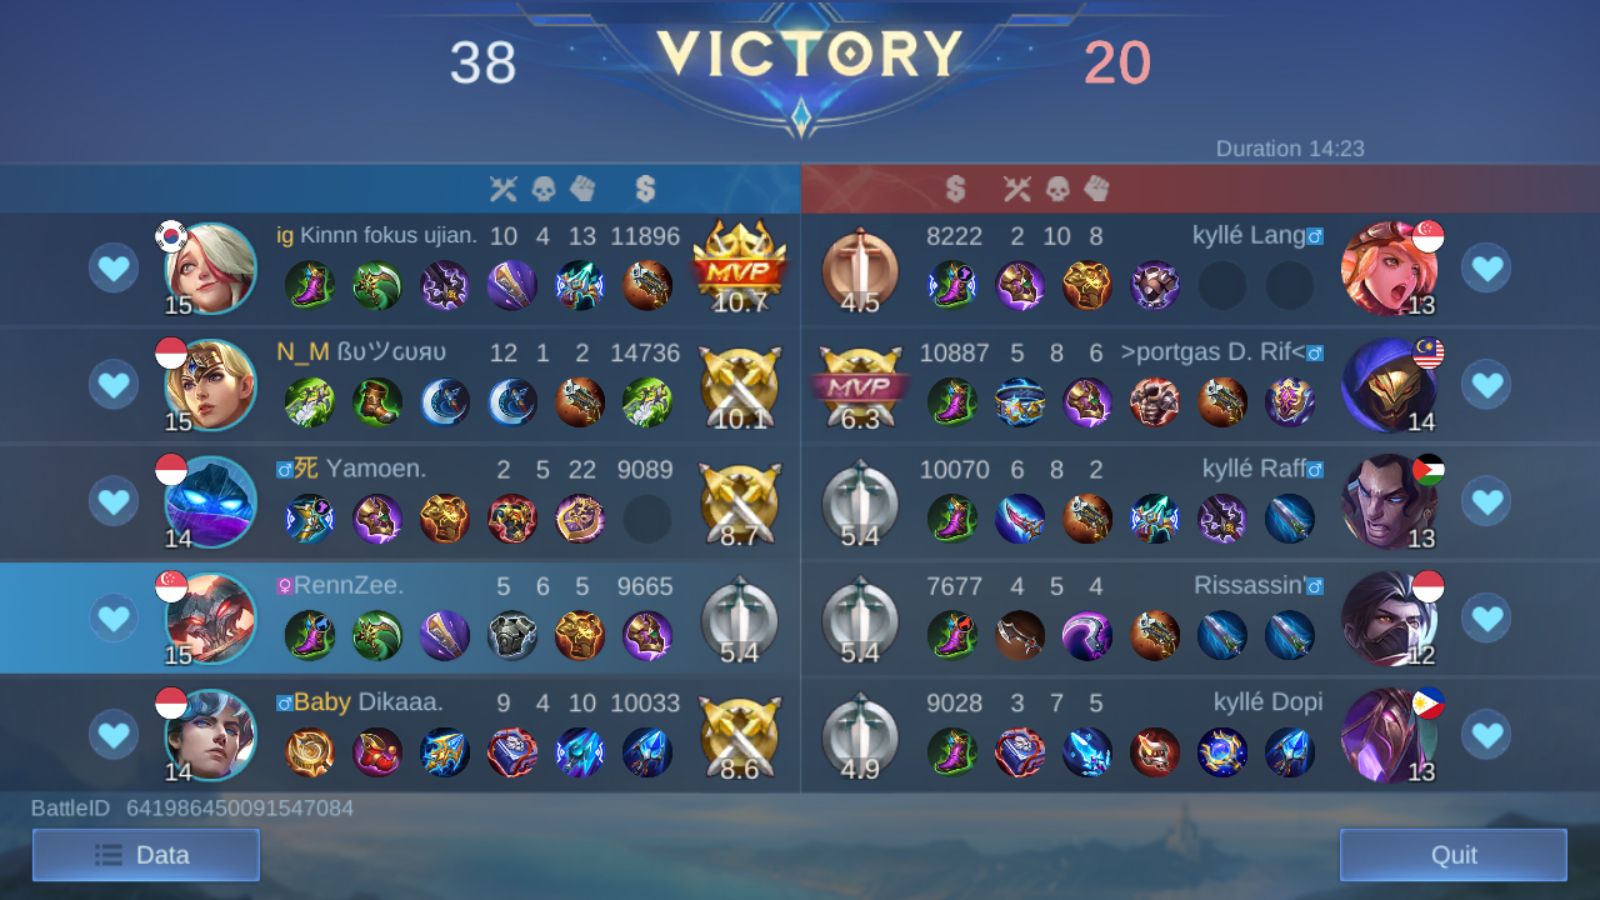 38 VICTORY 20
Duration 14:23
ig Kinnn fokus ujian. 10 4 13 11896 MVP 10.7 15
4.5 8222 2 10 8 kyllé Lang♂ 13
N_M ßυツcυяυ 12 1 2 14736 10.1 15
MVP 6.3 10887 5 8 6 >portgas D. Rif<♂ 14
♂死 Yamoen. 2 5 22 9089 8.7 14
5.4 10070 6 8 2 kyllé Raff♂ 13
♀RennZee. 5 6 5 9665 5.4 15
5.4 7677 4 5 4 Rissassin'♂ 12
♂Baby Dikaaa. 9 4 10 10033 8.6 14
4.9 9028 3 7 5 kyllé Dopi 13
BattleID 641986450091547084
Data
Quit